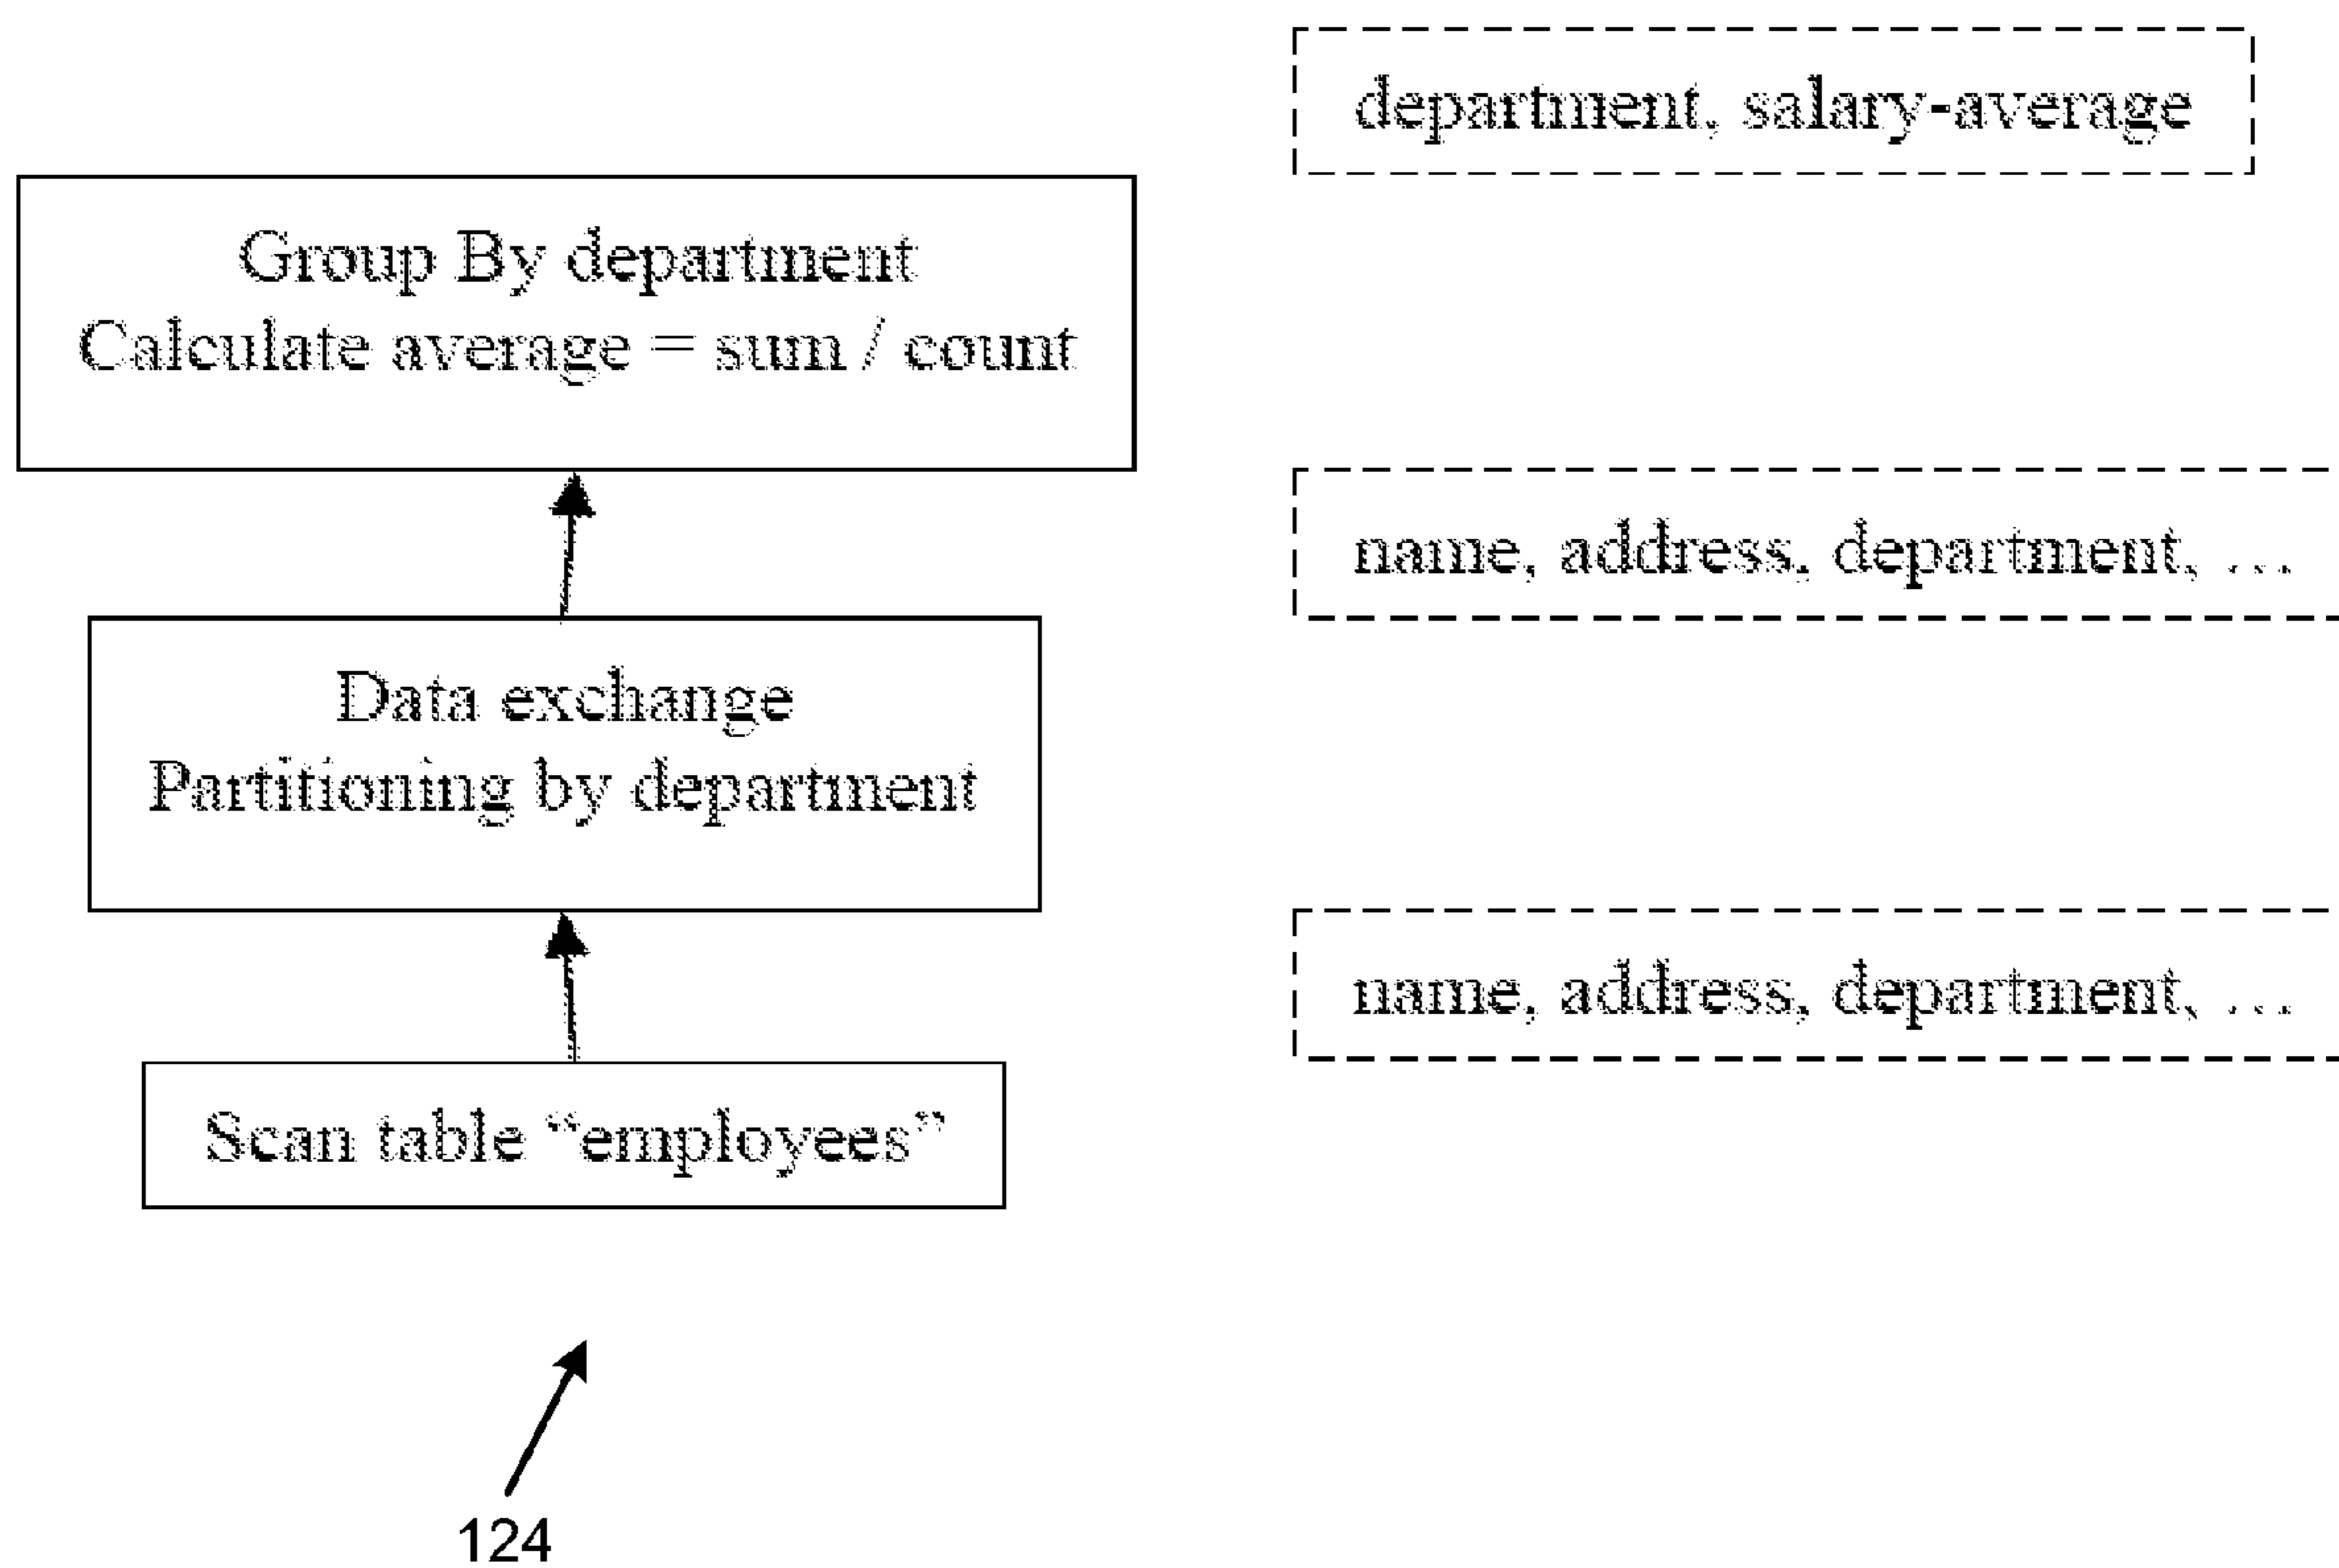 department, salary-average
Group By department
Calculate average = sum / count
name, address, department, ...
Data exchange
Partitioning by department
name, address, department, ...
Scan table “employees”
124